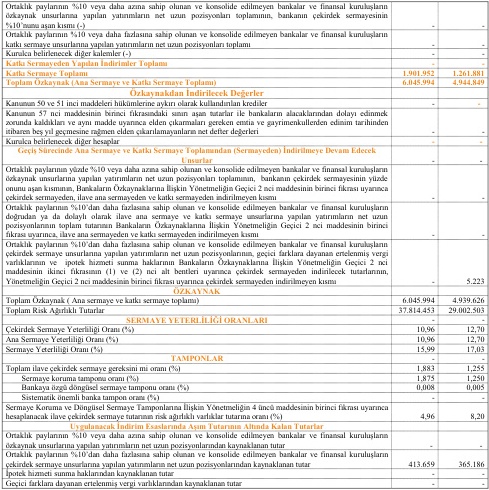 Ortaklık paylarının %10 veya daha azına sahip olunan ve konsolide edilmeyen bankalar ve finansal kuruluşların
özkaynak unsurlarına yapılan yatırımların net uzun pozisyonları toplamının, bankanın çekirdek sermayesinin
%10'nunu aşan kısmı (-) - -
Ortaklık paylarının %10 veya daha fazlasına sahip olunan ve konsolide edilmeyen bankalar ve finansal kuruluşların
katkı sermaye unsurlarına yapılan yatırımların net uzun pozisyonları toplamı - -
Kurulca belirlenecek diğer kalemler (-) - -
Katkı Sermayeden Yapılan İndirimler Toplamı - -
Katkı Sermaye Toplamı 1.901.952 1.261.881
Toplam Özkaynak (Ana Sermaye ve Katkı Sermaye Toplamı) 6.045.994 4.944.849
Özkaynakdan İndirilecek Değerler
Kanunun 50 ve 51 inci maddeleri hükümlerine aykırı olarak kullandırılan krediler - -
Kanunun 57 nci maddesinin birinci fıkrasındaki sınırı aşan tutarlar ile bankaların alacaklarından dolayı edinmek
zorunda kaldıkları ve aynı madde uyarınca elden çıkarmaları gereken emtia ve gayrimenkullerden edinim tarihinden
itibaren beş yıl geçmesine rağmen elden çıkarılamayanların net defter değerleri - -
Kurulca belirlenecek diğer hesaplar - -
Geçiş Sürecinde Ana Sermaye ve Katkı Sermaye Toplamından (Sermayeden) İndirilmeye Devam Edecek
Unsurlar - -
Ortaklık paylarının yüzde %10 veya daha azına sahip olunan ve konsolide edilmeyen bankalar ve finansal kuruluşların
özkaynak unsurlarına yapılan yatırımların net uzun pozisyonları toplamının, bankanın çekirdek sermayesinin yüzde
onunu aşan kısmının, Bankaların Özkaynaklarına İlişkin Yönetmeliğin Geçici 2 nci maddesinin birinci fıkrası uyarınca
çekirdek sermayeden, ilave ana sermayeden ve katkı sermayeden indirilmeyen kısmı - -
Ortaklık paylarının %10'dan daha fazlasına sahip olunan ve konsolide edilmeyen bankalar ve finansal kuruluşların
doğrudan ya da dolaylı olarak ilave ana sermaye ve katkı sermaye unsurlarına yapılan yatırımların net uzun
pozisyonlarının toplam tutarının Bankaların Özkaynaklarına İlişkin Yönetmeliğin Geçici 2 nci maddesinin birinci
fıkrası uyarınca, ilave ana sermayeden ve katkı sermayeden indirilmeyen kısmı - -
Ortaklık paylarının %10'dan daha fazlasına sahip olunan ve konsolide edilmeyen bankalar ve finansal kuruluşların
çekirdek sermaye unsurlarına yapılan yatırımların net uzun pozisyonlarının, geçici farklara dayanan ertelenmiş vergi
varlıklarının ve ipotek hizmeti sunma haklarının Bankaların Özkaynaklarına İlişkin Yönetmeliğin Geçici 2 nci
maddesinin ikinci fıkrasının (1) ve (2) nci alt bentleri uyarınca çekirdek sermayeden indirilecek tutarlarının,
Yönetmeliğin Geçici 2 nci maddesinin birinci fıkrası uyarınca çekirdek sermayeden indirilmeyen kısmı - 5.223
ÖZKAYNAK
Toplam Özkaynak ( Ana sermaye ve katkı sermaye toplamı) 6.045.994 4.939.626
Toplam Risk Ağırlıklı Tutarlar 37.814.453 29.002.503
SERMAYE YETERLİLİĞİ ORANLARI - -
Çekirdek Sermaye Yeterliliği Oranı (%) 10,96 12,70
Ana Sermaye Yeterliliği Oranı (%) 10,96 12,70
Sermaye Yeterliliği Oranı (%) 15,99 17,03
TAMPONLAR - -
Toplam ilave çekirdek sermaye gereksini mi oranı (%) 1,883 1,255
Sermaye koruma tamponu oranı (%) 1,875 1,250
Bankaya özgü döngüsel sermaye tamponu oranı (%) 0,008 0,005
Sistematik önemli banka tampon oranı (%) - -
Sermaye Koruma ve Döngüsel Sermaye Tamponlarına İlişkin Yönetmeliğin 4 üncü maddesinin birinci fıkrası uyarınca
hesaplanacak ilave çekirdek sermaye tutarının risk ağırlıklı varlıklar tutarına oranı (%) 4,96 8,20
Uygulanacak İndirim Esaslarında Aşım Tutarının Altında Kalan Tutarlar
Ortaklık paylarının %10 veya daha azına sahip olunan ve konsolide edilmeyen bankalar ve finansal kuruluşların
özkaynak unsurlarına yapılan yatırımların net uzun pozisyonlarından kaynaklanan tutar - -
Ortaklık paylarının %10'dan daha fazlasına sahip olunan ve konsolide edilmeyen bankalar ve finansal kuruluşların
çekirdek sermaye unsurlarına yapılan yatırımların net uzun pozisyonlarından kaynaklanan tutar 413.659 365.186
İpotek hizmeti sunma haklarından kaynaklanan tutar - -
Geçici farklara dayanan ertelenmiş vergi varlıklarından kaynaklanan tutar - -